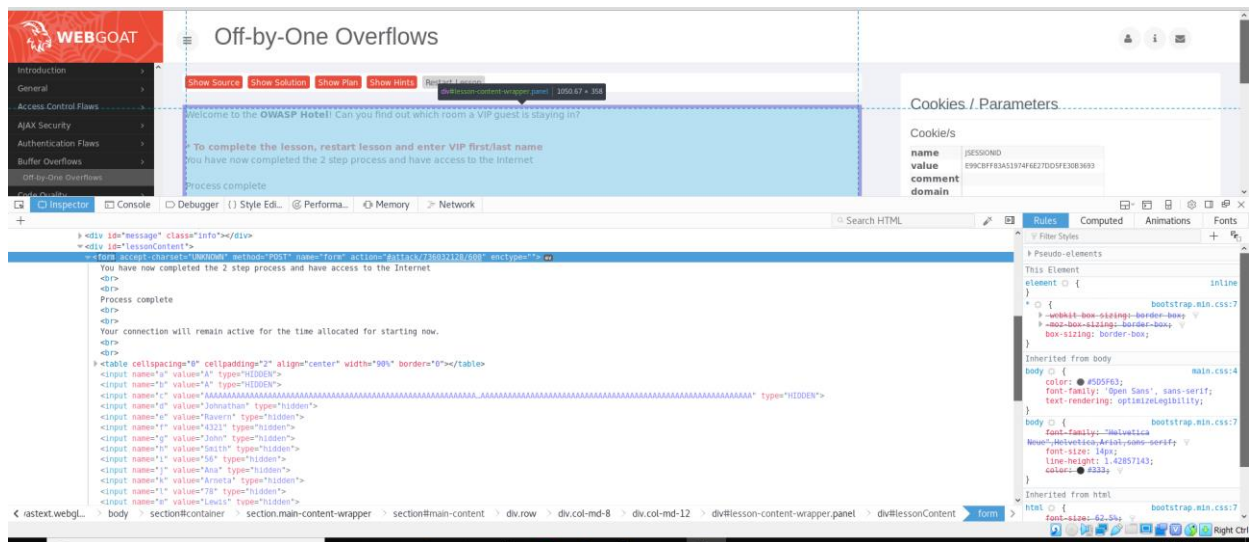 WEBGOAT
Off-by-One Overflows
Introduction
General
Access Control Flaws
AJAX Security
Authentication Flaws
Buffer Overflows
Off-by-One Overflows
Code Quality
Show Source Show Solution Show Plan Show Hints Restart Lesson
div#lesson-content-wrapper.panel | 1050.67 × 358
Welcome to the OWASP Hotel! Can you find out which room a VIP guest is staying in?
* To complete the lesson, restart lesson and enter VIP first/last name
You have now completed the 2 step process and have access to the Internet
Process complete
Cookies / Parameters
Cookie/s
name JSESSIONID
value
comment
domain
Inspector Console Debugger {} Style Edi... Performa... Memory Network
+ Search HTML
<div id="message" class="info"></div>
<div id="lessonContent">
<form accept-charset="UNKNOWN" method="POST" name="form" action="#attack/736032128/600" enctype=""> ev
You have now completed the 2 step process and have access to the Internet
<br>
<br>
Process complete
<br>
<br>
Your connection will remain active for the time allocated for starting now.
<br>
<br>
<table cellspacing="0" cellpadding="2" align="center" width="90%" border="0"></table>
<input name="a" value="A" type="HIDDEN">
<input name="b" value="A" type="HIDDEN">
<input name="c" type="HIDDEN">
<input name="d" value="Johnathan" type="hidden">
<input name="e" value="Ravern" type="hidden">
<input name="f" value="4321" type="hidden">
<input name="g" value="John" type="hidden">
<input name="h" value="Smith" type="hidden">
<input name="i" value="56" type="hidden">
<input name="j" value="Ana" type="hidden">
<input name="k" value="Arneta" type="hidden">
<input name="l" value="78" type="hidden">
<input name="m" value="Lewis" type="hidden">
Rules Computed Animations Fonts
Filter Styles +
Pseudo-elements
This Element
element { inline
}
* { bootstrap.min.css:7
-webkit-box-sizing: border-box;
-moz-box-sizing: border-box;
box-sizing: border-box;
}
Inherited from body
body { main.css:4
color: #5D5F63;
font-family: 'Open Sans', sans-serif;
text-rendering: optimizeLegibility;
}
body { bootstrap.min.css:7
font-family: "Helvetica
Neue",Helvetica,Arial,sans-serif;
font-size: 14px;
line-height: 1.42857143;
color: #333;
}
Inherited from html
html { bootstrap.min.css:7
font-size: 62.5%;
body > section#container > section.main-content-wrapper > section#main-content > div.row > div.col-md-8 > div.col-md-12 > div#lesson-content-wrapper.panel > div#lessonContent > form
Right Ctrl